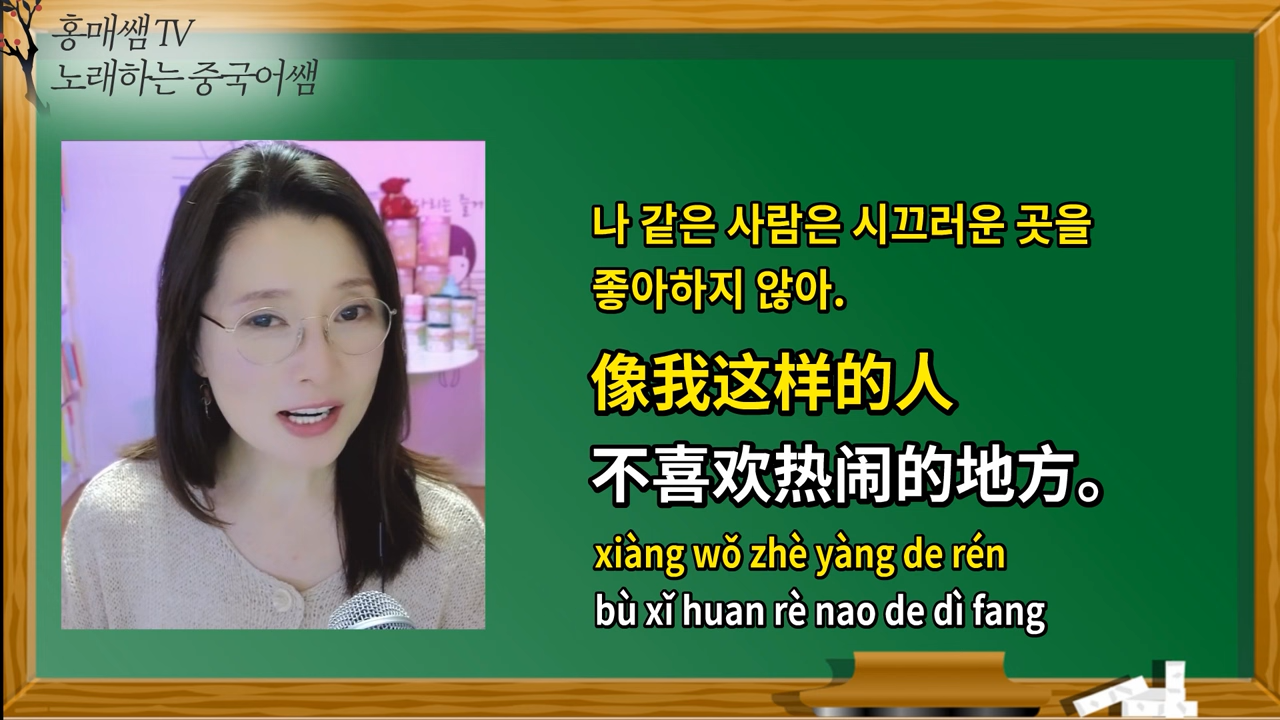 홍매쌤 TV
노래하는 중국어쌤
나 같은 사람은 시끄러운 곳을
좋아하지 않아.
像我这样的人
不喜欢热闹的地方。
xiàng wǒ zhè yàng de rén
bù xǐ huan rè nao de dì fang